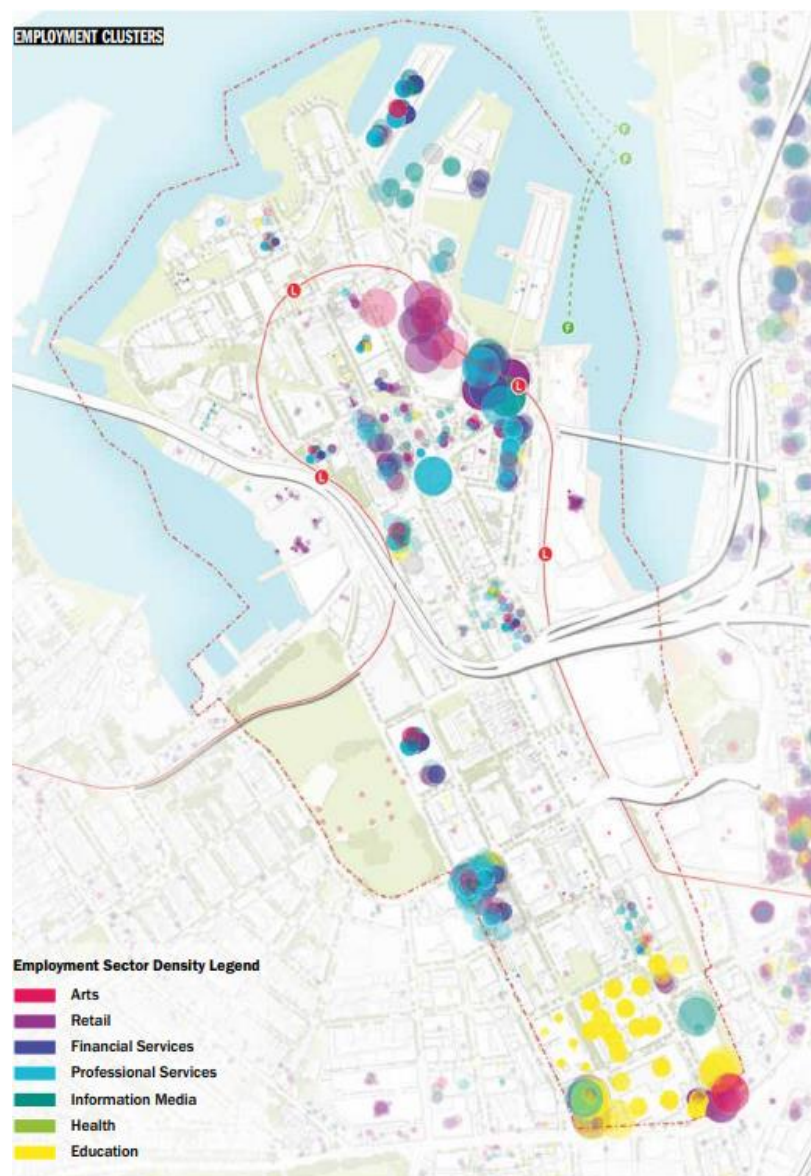 EMPLOYMENT CLUSTERS
F
F
L
F
L
L
L
Employment Sector Density Legend
Arts
Retail
Financial Services
Professional Services
Information Media
Health
Education